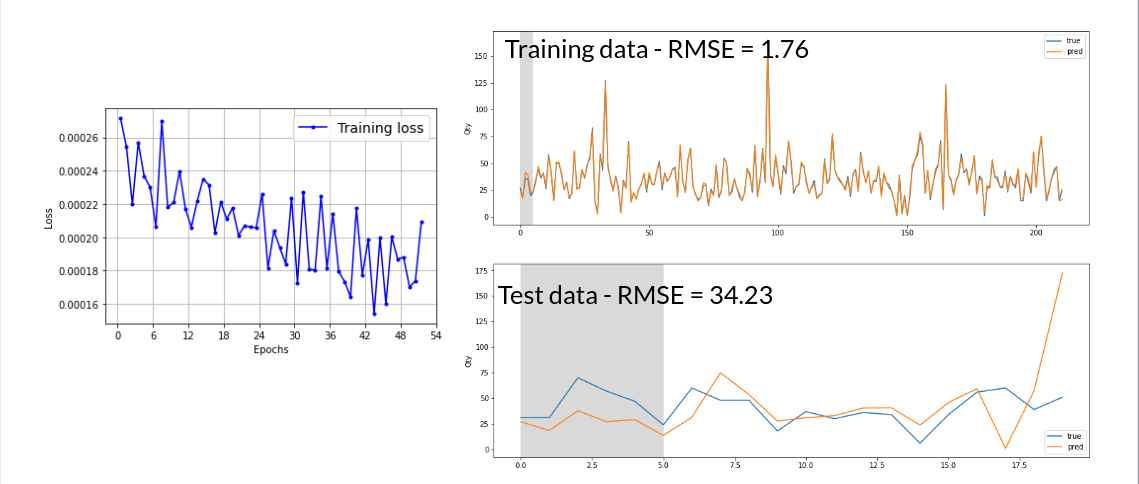 Training loss
0.00026
0.00024
0.00022
0.00020
0.00018
0.00016
Loss
0 6 12 18 24 30 36 42 48 54
Epochs
Training data - RMSE = 1.76
true
pred
150
125
100
75
50
25
0
Qty
0 50 100 150 200
Test data - RMSE = 34.23
175
150
125
100
75
50
25
0
Qty
true
pred
0.0 2.5 5.0 7.5 10.0 12.5 15.0 17.5